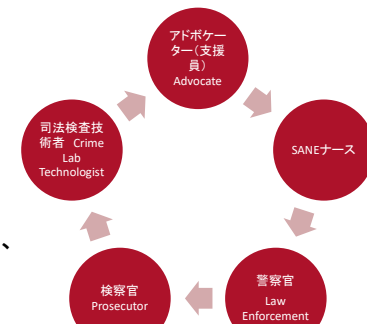 アドボケー
ター(支援
員)
Advocate
SANEナース
警察官
Law
Enforcement
検察官
Prosecutor
司法検査技
術者 Crime
Lab
Technologist
、